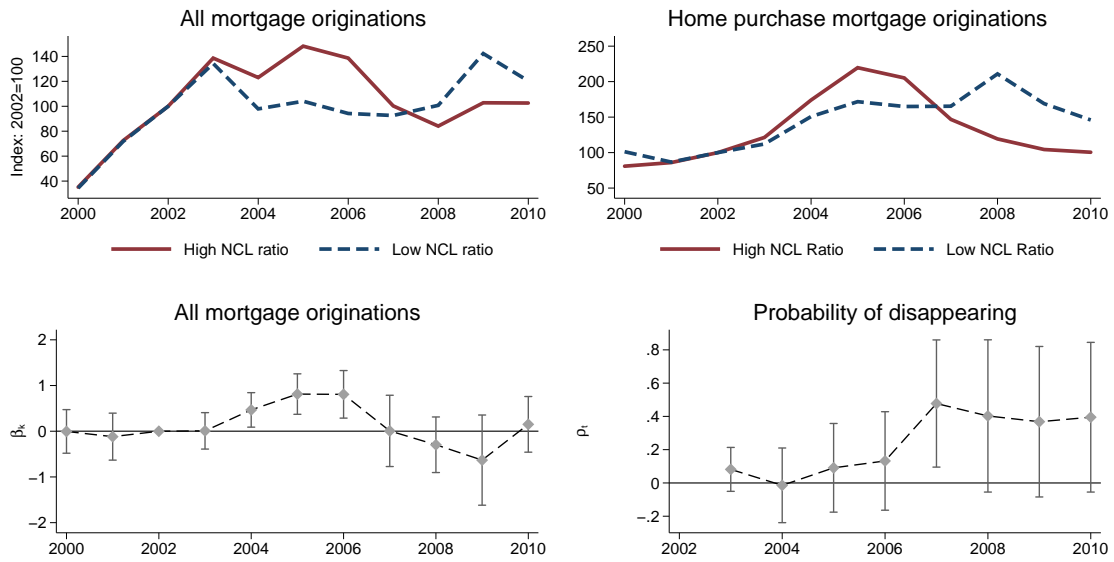 All mortgage originations
Index: 2002=100
140
120
100
80
60
40
2000 2002 2004 2006 2008 2010
High NCL ratio Low NCL ratio
Home purchase mortgage originations
250
200
150
100
50
2000 2002 2004 2006 2008 2010
High NCL Ratio Low NCL Ratio
All mortgage originations
βk
2
1
0
−1
−2
2000 2002 2004 2006 2008 2010
Probability of disappearing
ρt
.8
.6
.4
.2
0
−.2
2002 2004 2006 2008 2010